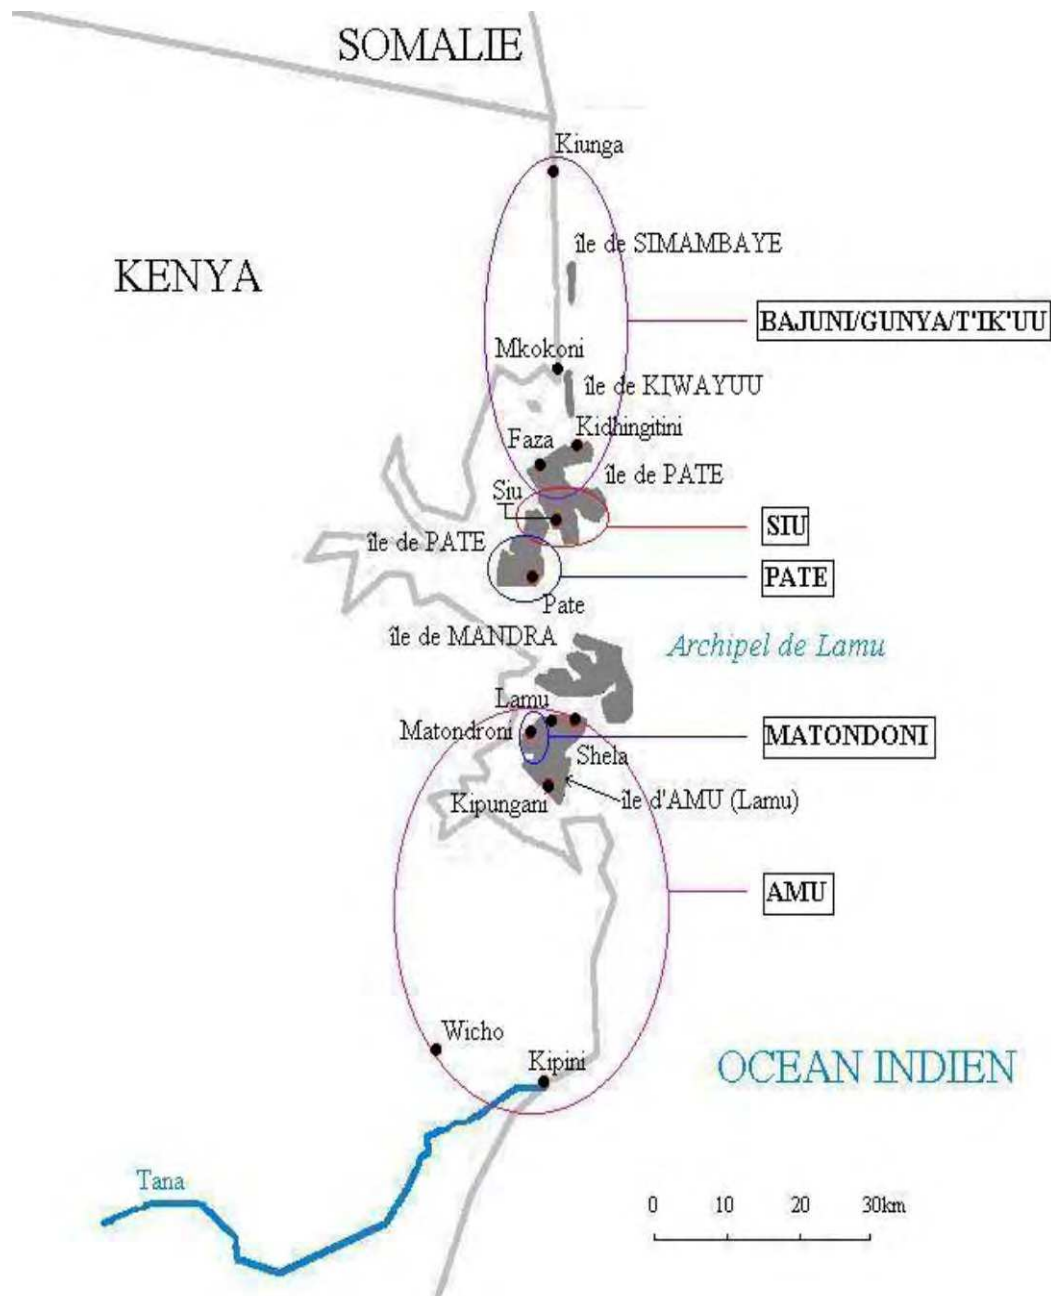 SOMALIE
Kiunga
île de SIMAMBAYE
KENYA
BAJUNI/GUNYA/T'IK'UU
Mkokoni
île de KIWAYUU
Kidhingitini
Faza
île de PATE
Siu
SIU
île de PATE
PATE
Pate
île de MANDRA
Archipel de Lamu
Lamu
Matondroni
MATONDONI
Shela
Kipungani
île d'AMU (Lamu)
AMU
Wicho
Kipini
OCEAN INDIEN
Tana
0 10 20 30km